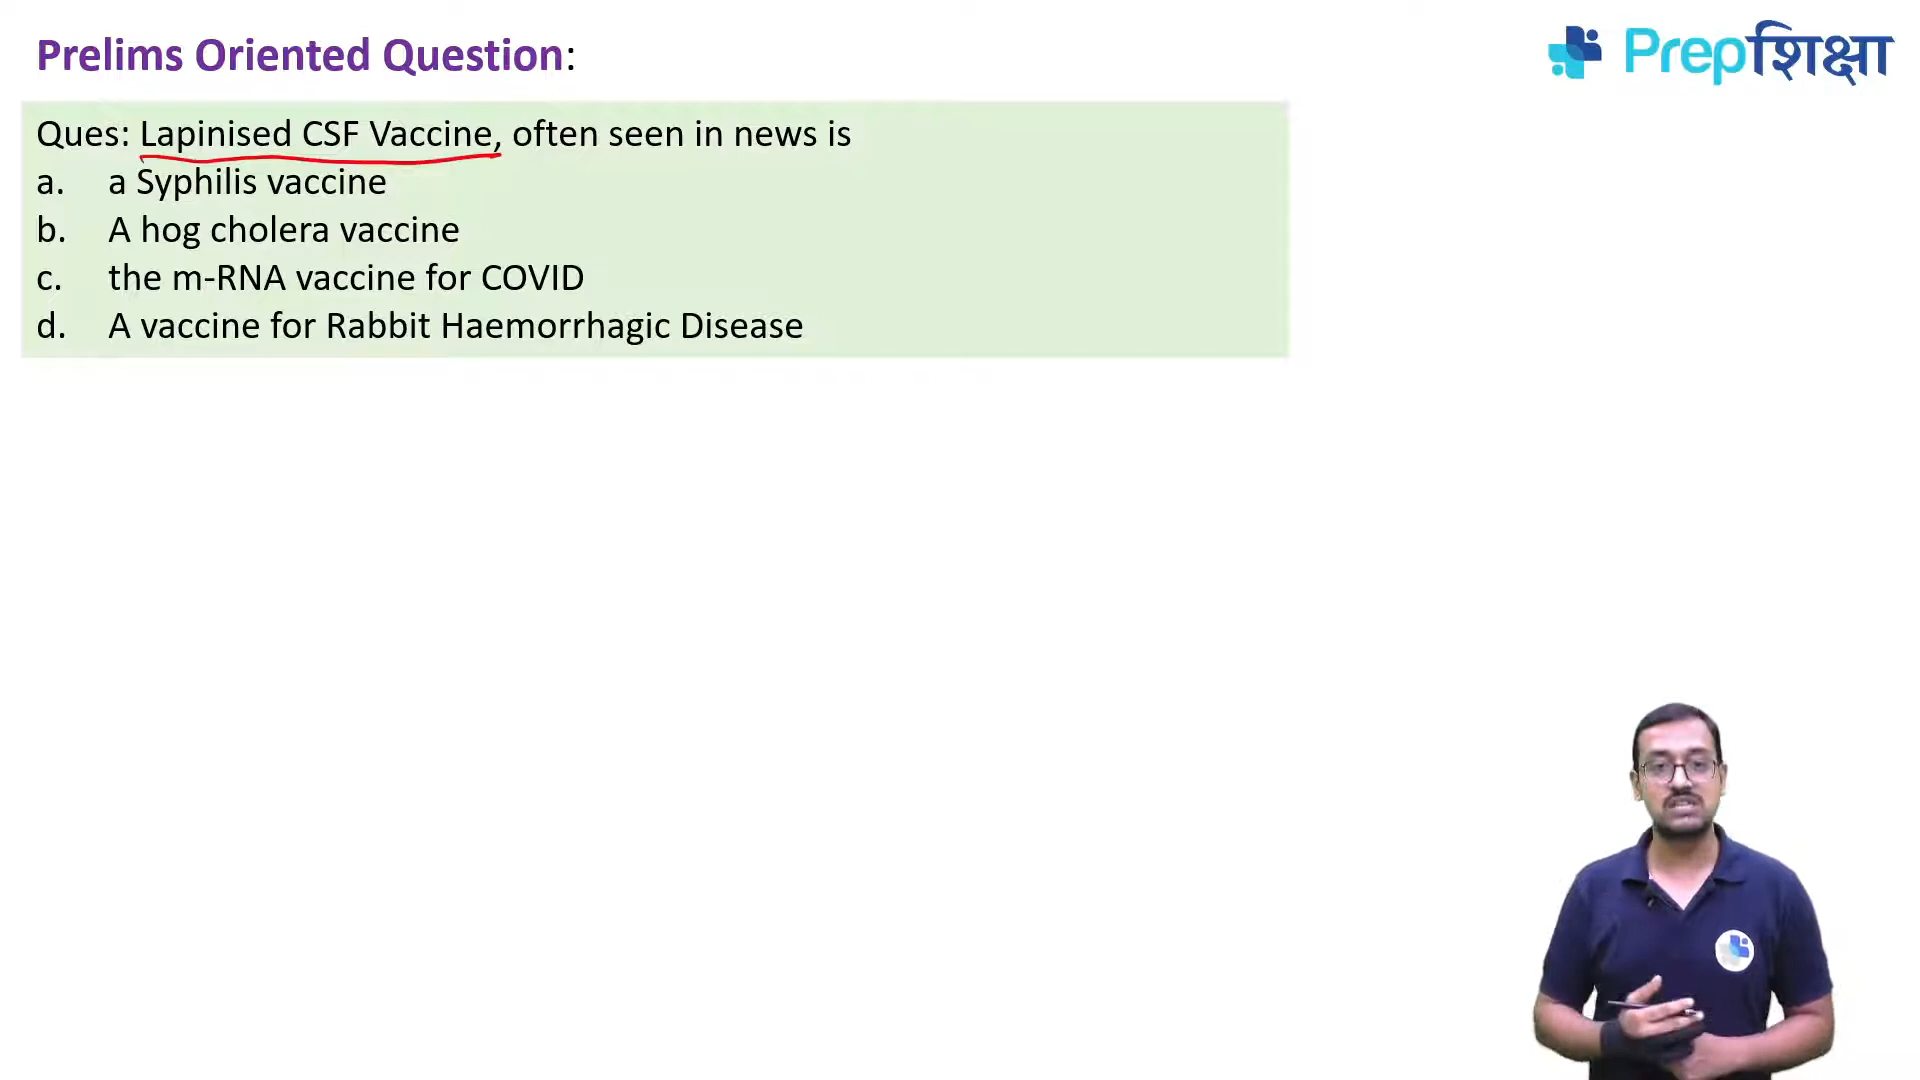 Prelims Oriented Question:
Prepशिक्षा
Ques: Lapinised CSF Vaccine, often seen in news is
a. a Syphilis vaccine
b. A hog cholera vaccine
c. the m-RNA vaccine for COVID
d. A vaccine for Rabbit Haemorrhagic Disease